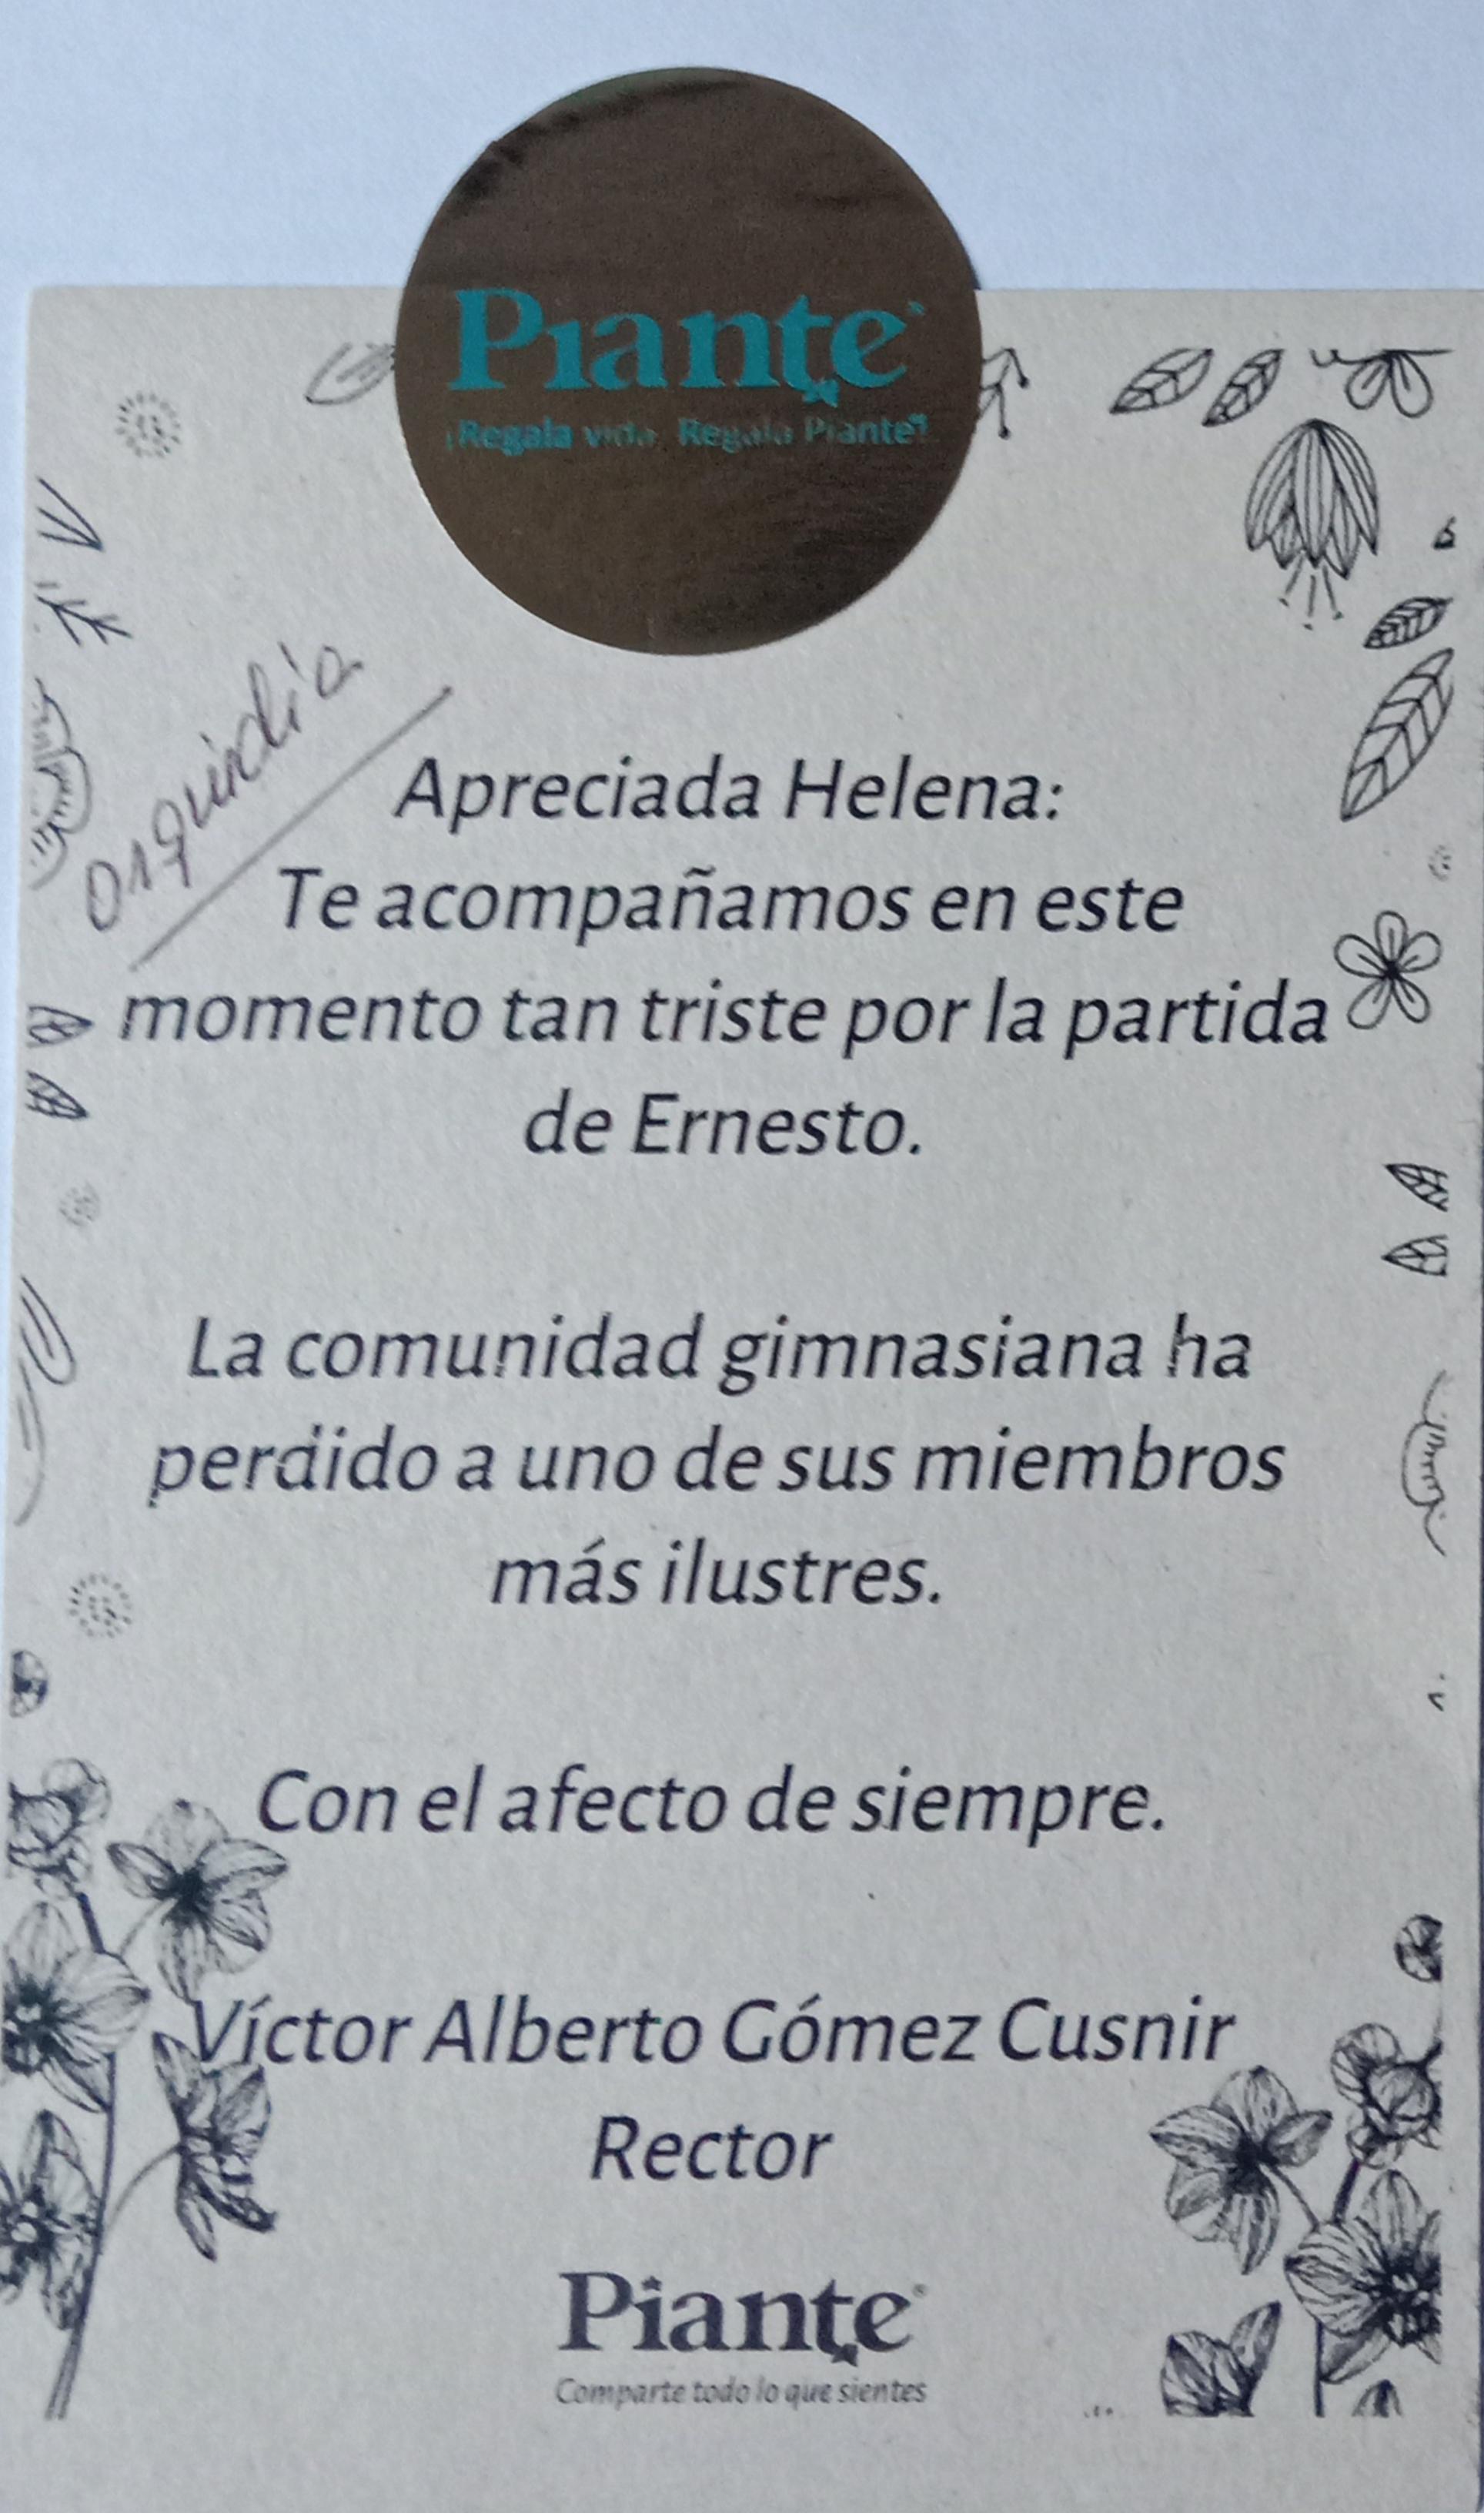 Piante
¡Regala vida, Regala Piante!
orquidia
Apreciada Helena:
Te acompañamos en este
momento tan triste por la partida
de Ernesto.
La comunidad gimnasiana ha
perdido a uno de sus miembros
más ilustres.
Con el afecto de siempre.
Víctor Alberto Gómez Cusnir
Rector
Piante
Comparte todo lo que sientes